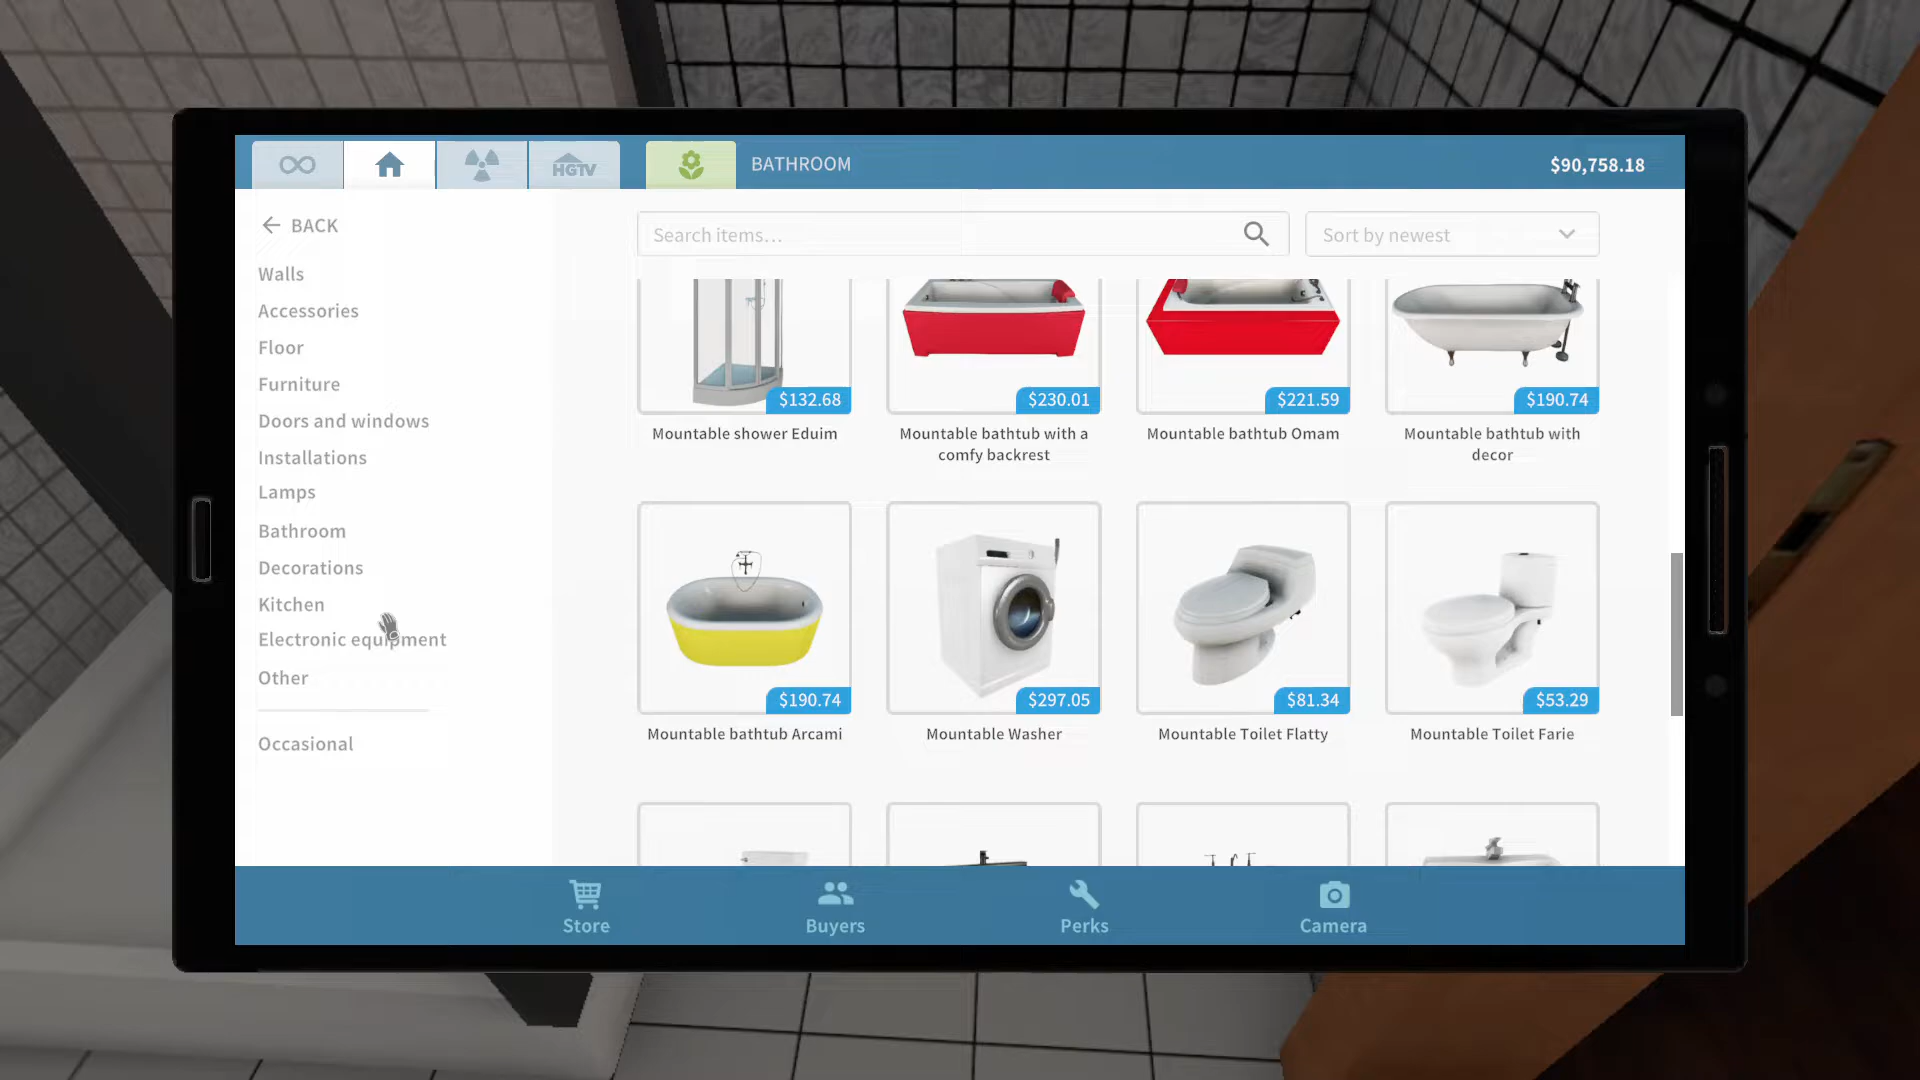 HGTV
BATHROOM
$90,758.18
BACK
Search items...
Sort by newest
Walls
Accessories
Floor
Furniture
Doors and windows
Installations
Lamps
Bathroom
Decorations
Kitchen
Electronic equipment
Other
Occasional
$132.68
$230.01
$221.59
$190.74
Mountable shower Eduim
Mountable bathtub with a
comfy backrest
Mountable bathtub Omam
Mountable bathtub with
decor
$190.74
$297.05
$81.34
$53.29
Mountable bathtub Arcami
Mountable Washer
Mountable Toilet Flatty
Mountable Toilet Farie
Store
Buyers
Perks
Camera